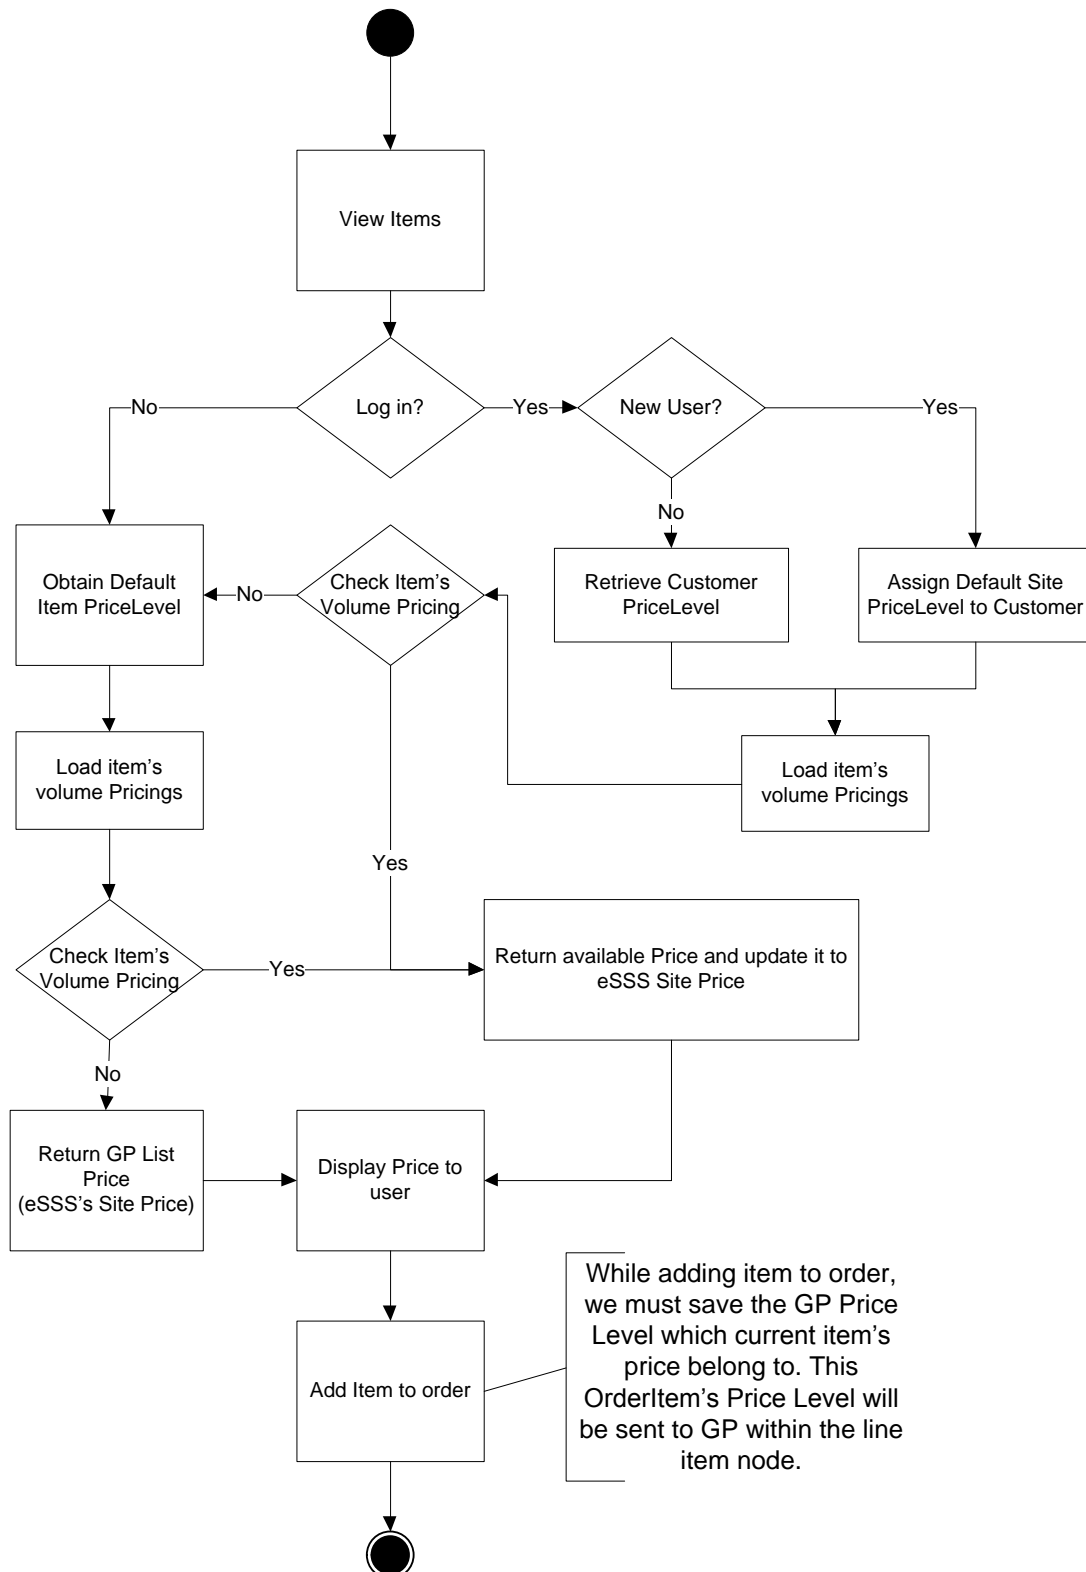 View Items
Log in?
No
Yes
New User?
Yes
No
Obtain Default
Item PriceLevel
No
Check Item's
Volume Pricing
Retrieve Customer
PriceLevel
Assign Default Site
PriceLevel to Customer
Load item's
volume Pricings
Load item's
volume Pricings
Yes
Check Item's
Volume Pricing
Yes
Return available Price and update it to
eSSS Site Price
No
Return GP List
Price
(eSSS's Site Price)
Display Price to
user
Add Item to order
While adding item to order,
we must save the GP Price
Level which current item's
price belong to. This
OrderItem's Price Level will
be sent to GP within the line
item node.